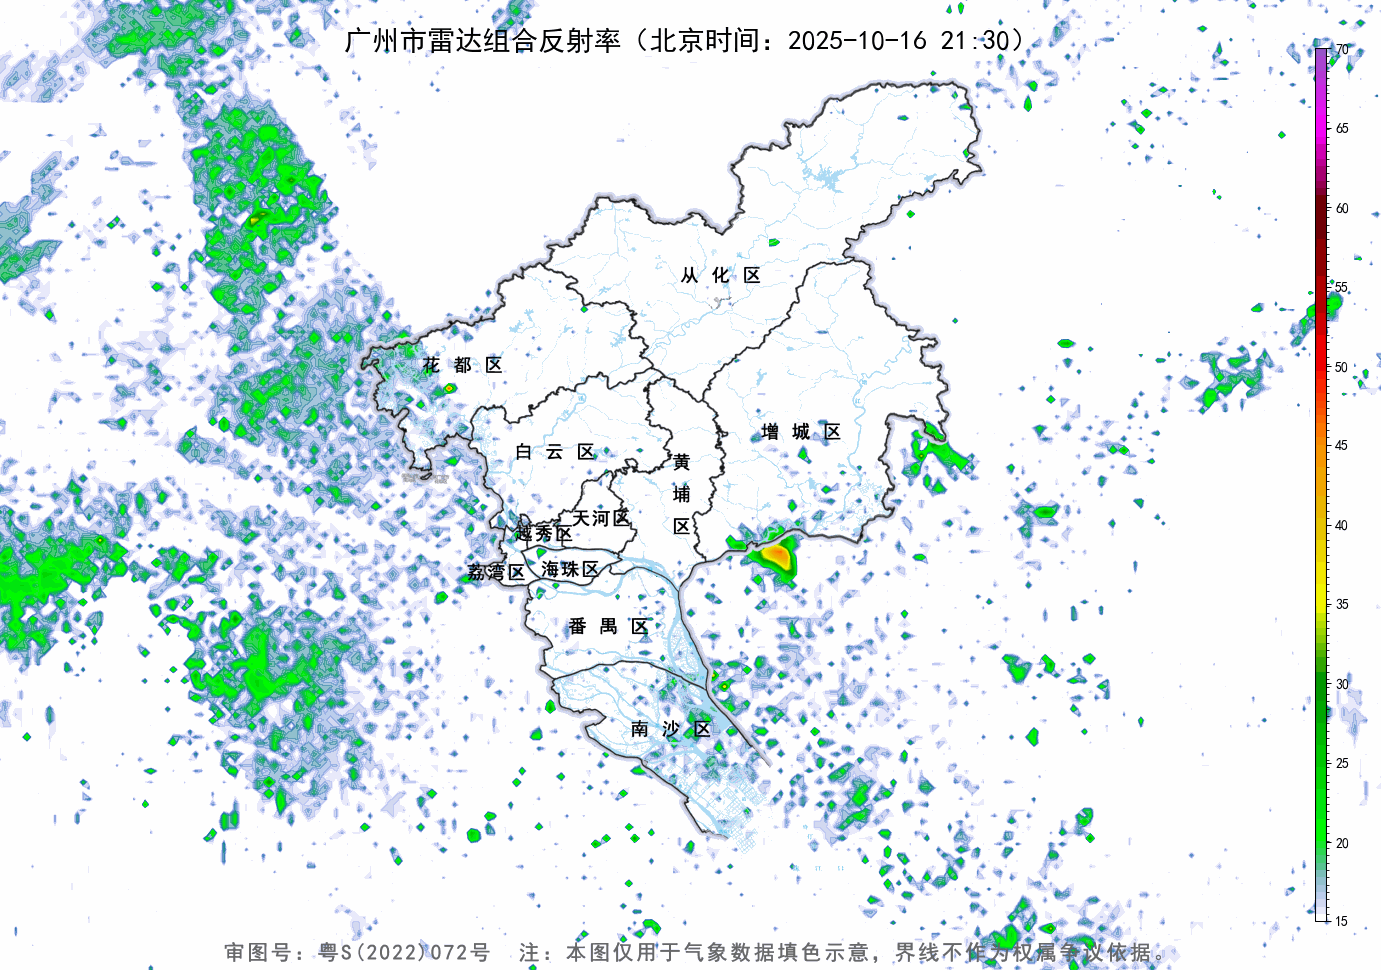 广州市雷达组合反射率（北京时间：2025-10-16 21:30）
70
65
60
55
50
45
40
35
30
25
20
15
从化区
花都区
增城区
白云区
黄埔区
天河区
越秀区
荔湾区
海珠区
番禺区
南沙区
审图号：粤S(2022)072号 注：本图仅用于气象数据填色示意，界线不作为权属争议依据。